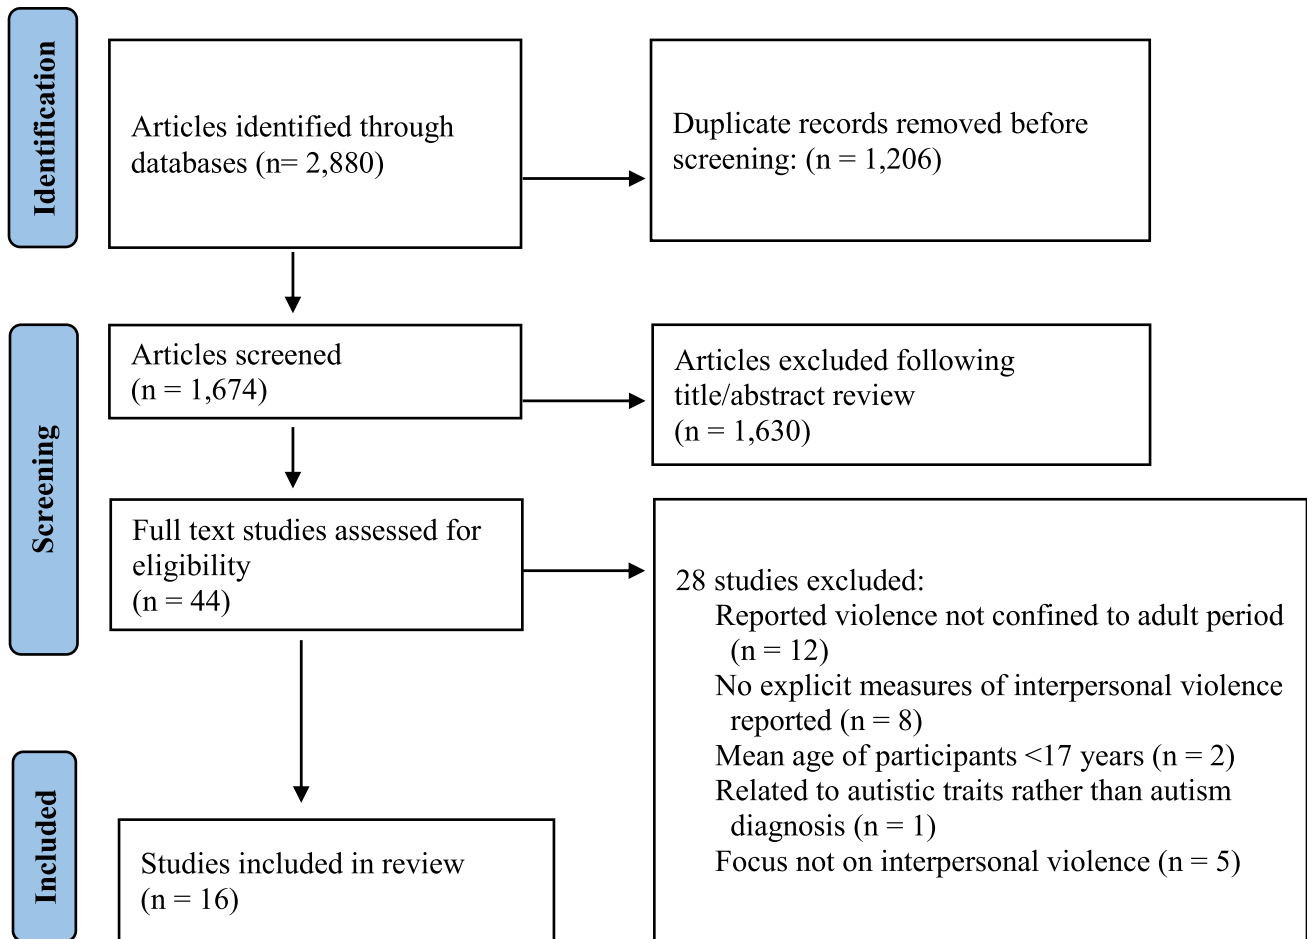 Identification
Articles identified through
databases (n= 2,880)
Duplicate records removed before
screening: (n = 1,206)
Screening
Articles screened
(n = 1,674)
Articles excluded following
title/abstract review
(n = 1,630)
Full text studies assessed for
eligibility
(n = 44)
28 studies excluded:
Reported violence not confined to adult period
(n = 12)
No explicit measures of interpersonal violence
reported (n = 8)
Mean age of participants <17 years (n = 2)
Related to autistic traits rather than autism
diagnosis (n = 1)
Focus not on interpersonal violence (n = 5)
Included
Studies included in review
(n = 16)